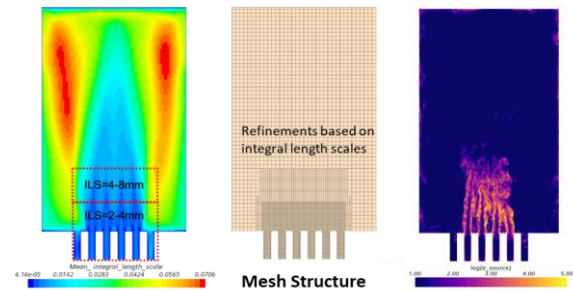 ILS=4-8mm
ILS=2-4mm
Mean_ integral_length_scale
4.16e-05 0.0142 0.0283 0.0424 0.0565 0.0706
Refinements based on
integral length scales
Mesh Structure
log(e_source)
1.00 2.00 3.00 4.00 5.00